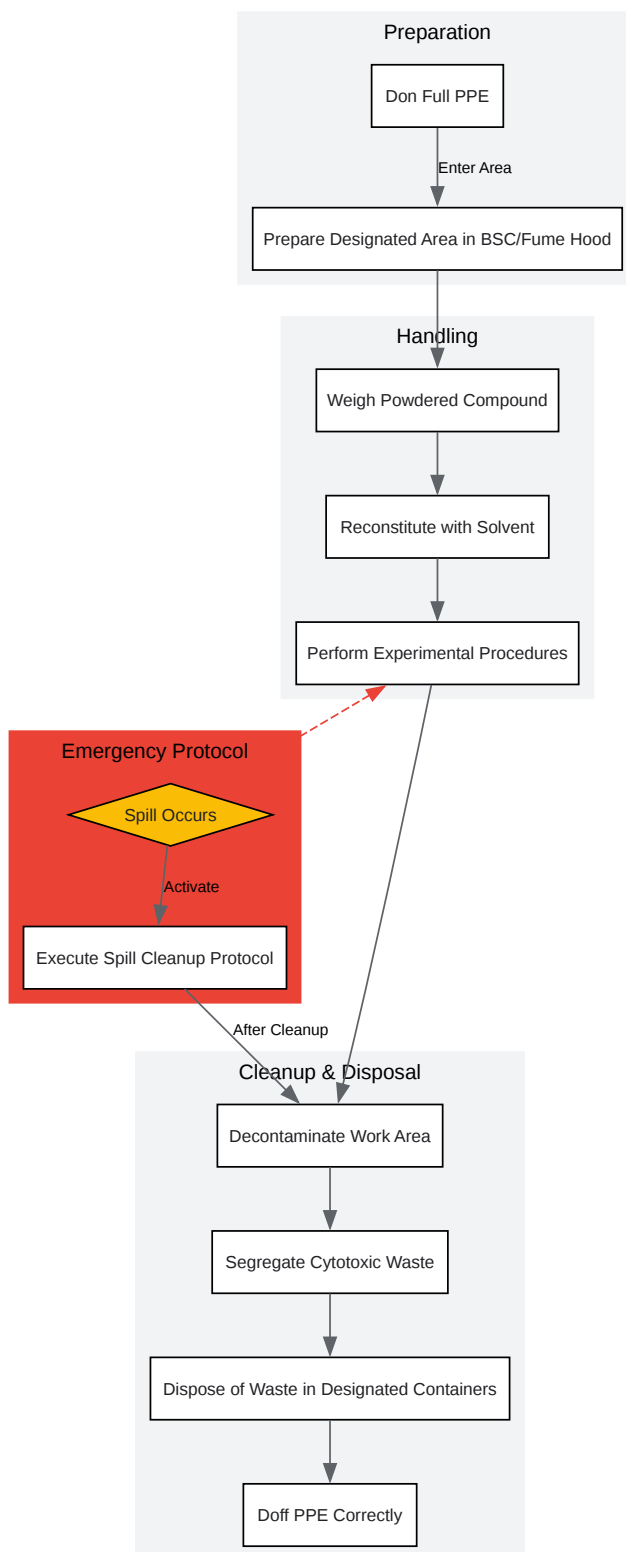 Preparation
Don Full PPE
Enter Area
Prepare Designated Area in BSC/Fume Hood
Handling
Weigh Powdered Compound
Reconstitute with Solvent
Perform Experimental Procedures
Emergency Protocol
Spill Occurs
Activate
Execute Spill Cleanup Protocol
After Cleanup
Cleanup & Disposal
Decontaminate Work Area
Segregate Cytotoxic Waste
Dispose of Waste in Designated Containers
Doff PPE Correctly